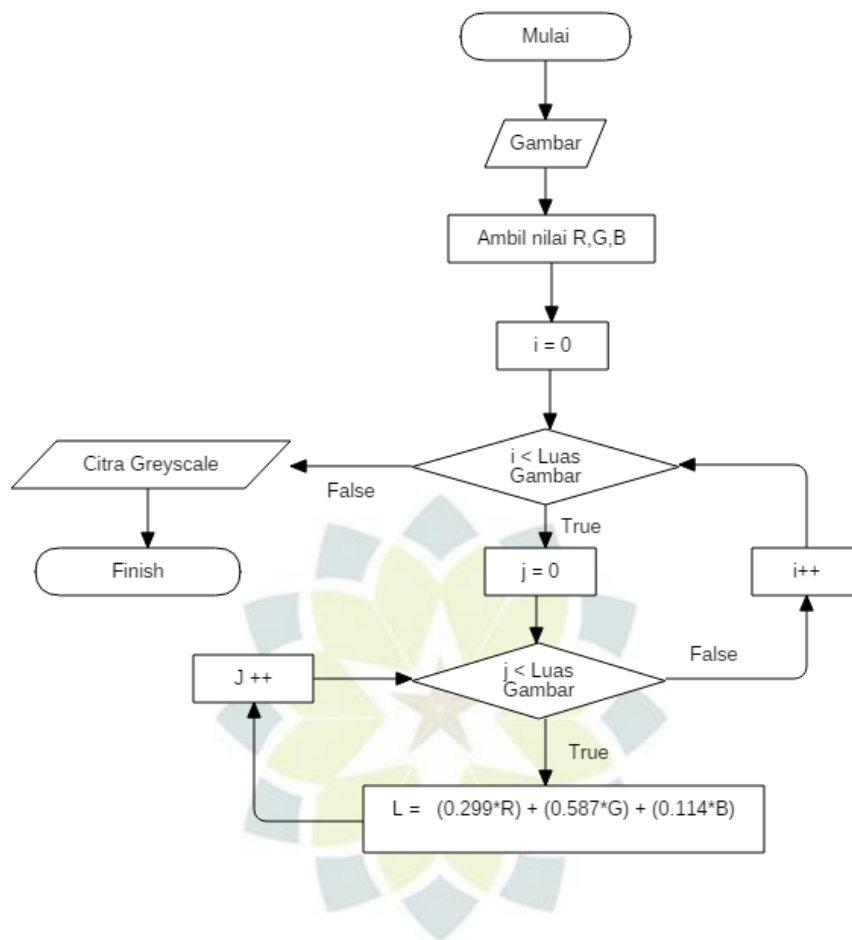 Mulai
Gambar
Ambil nilai R,G,B
i = 0
i < Luas
Gambar
False
Citra Greyscale
Finish
True
j = 0
i++
j < Luas
Gambar
False
J ++
True
L = (0.299*R) + (0.587*G) + (0.114*B)